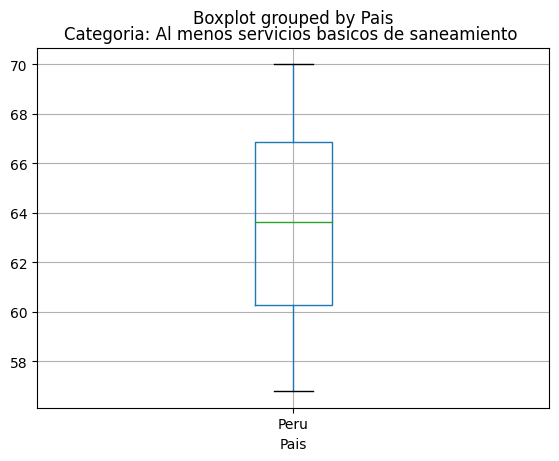 Boxplot grouped by Pais
Categoria: Al menos servicios basicos de saneamiento
70
68
66
64
62
60
58
Peru
Pais